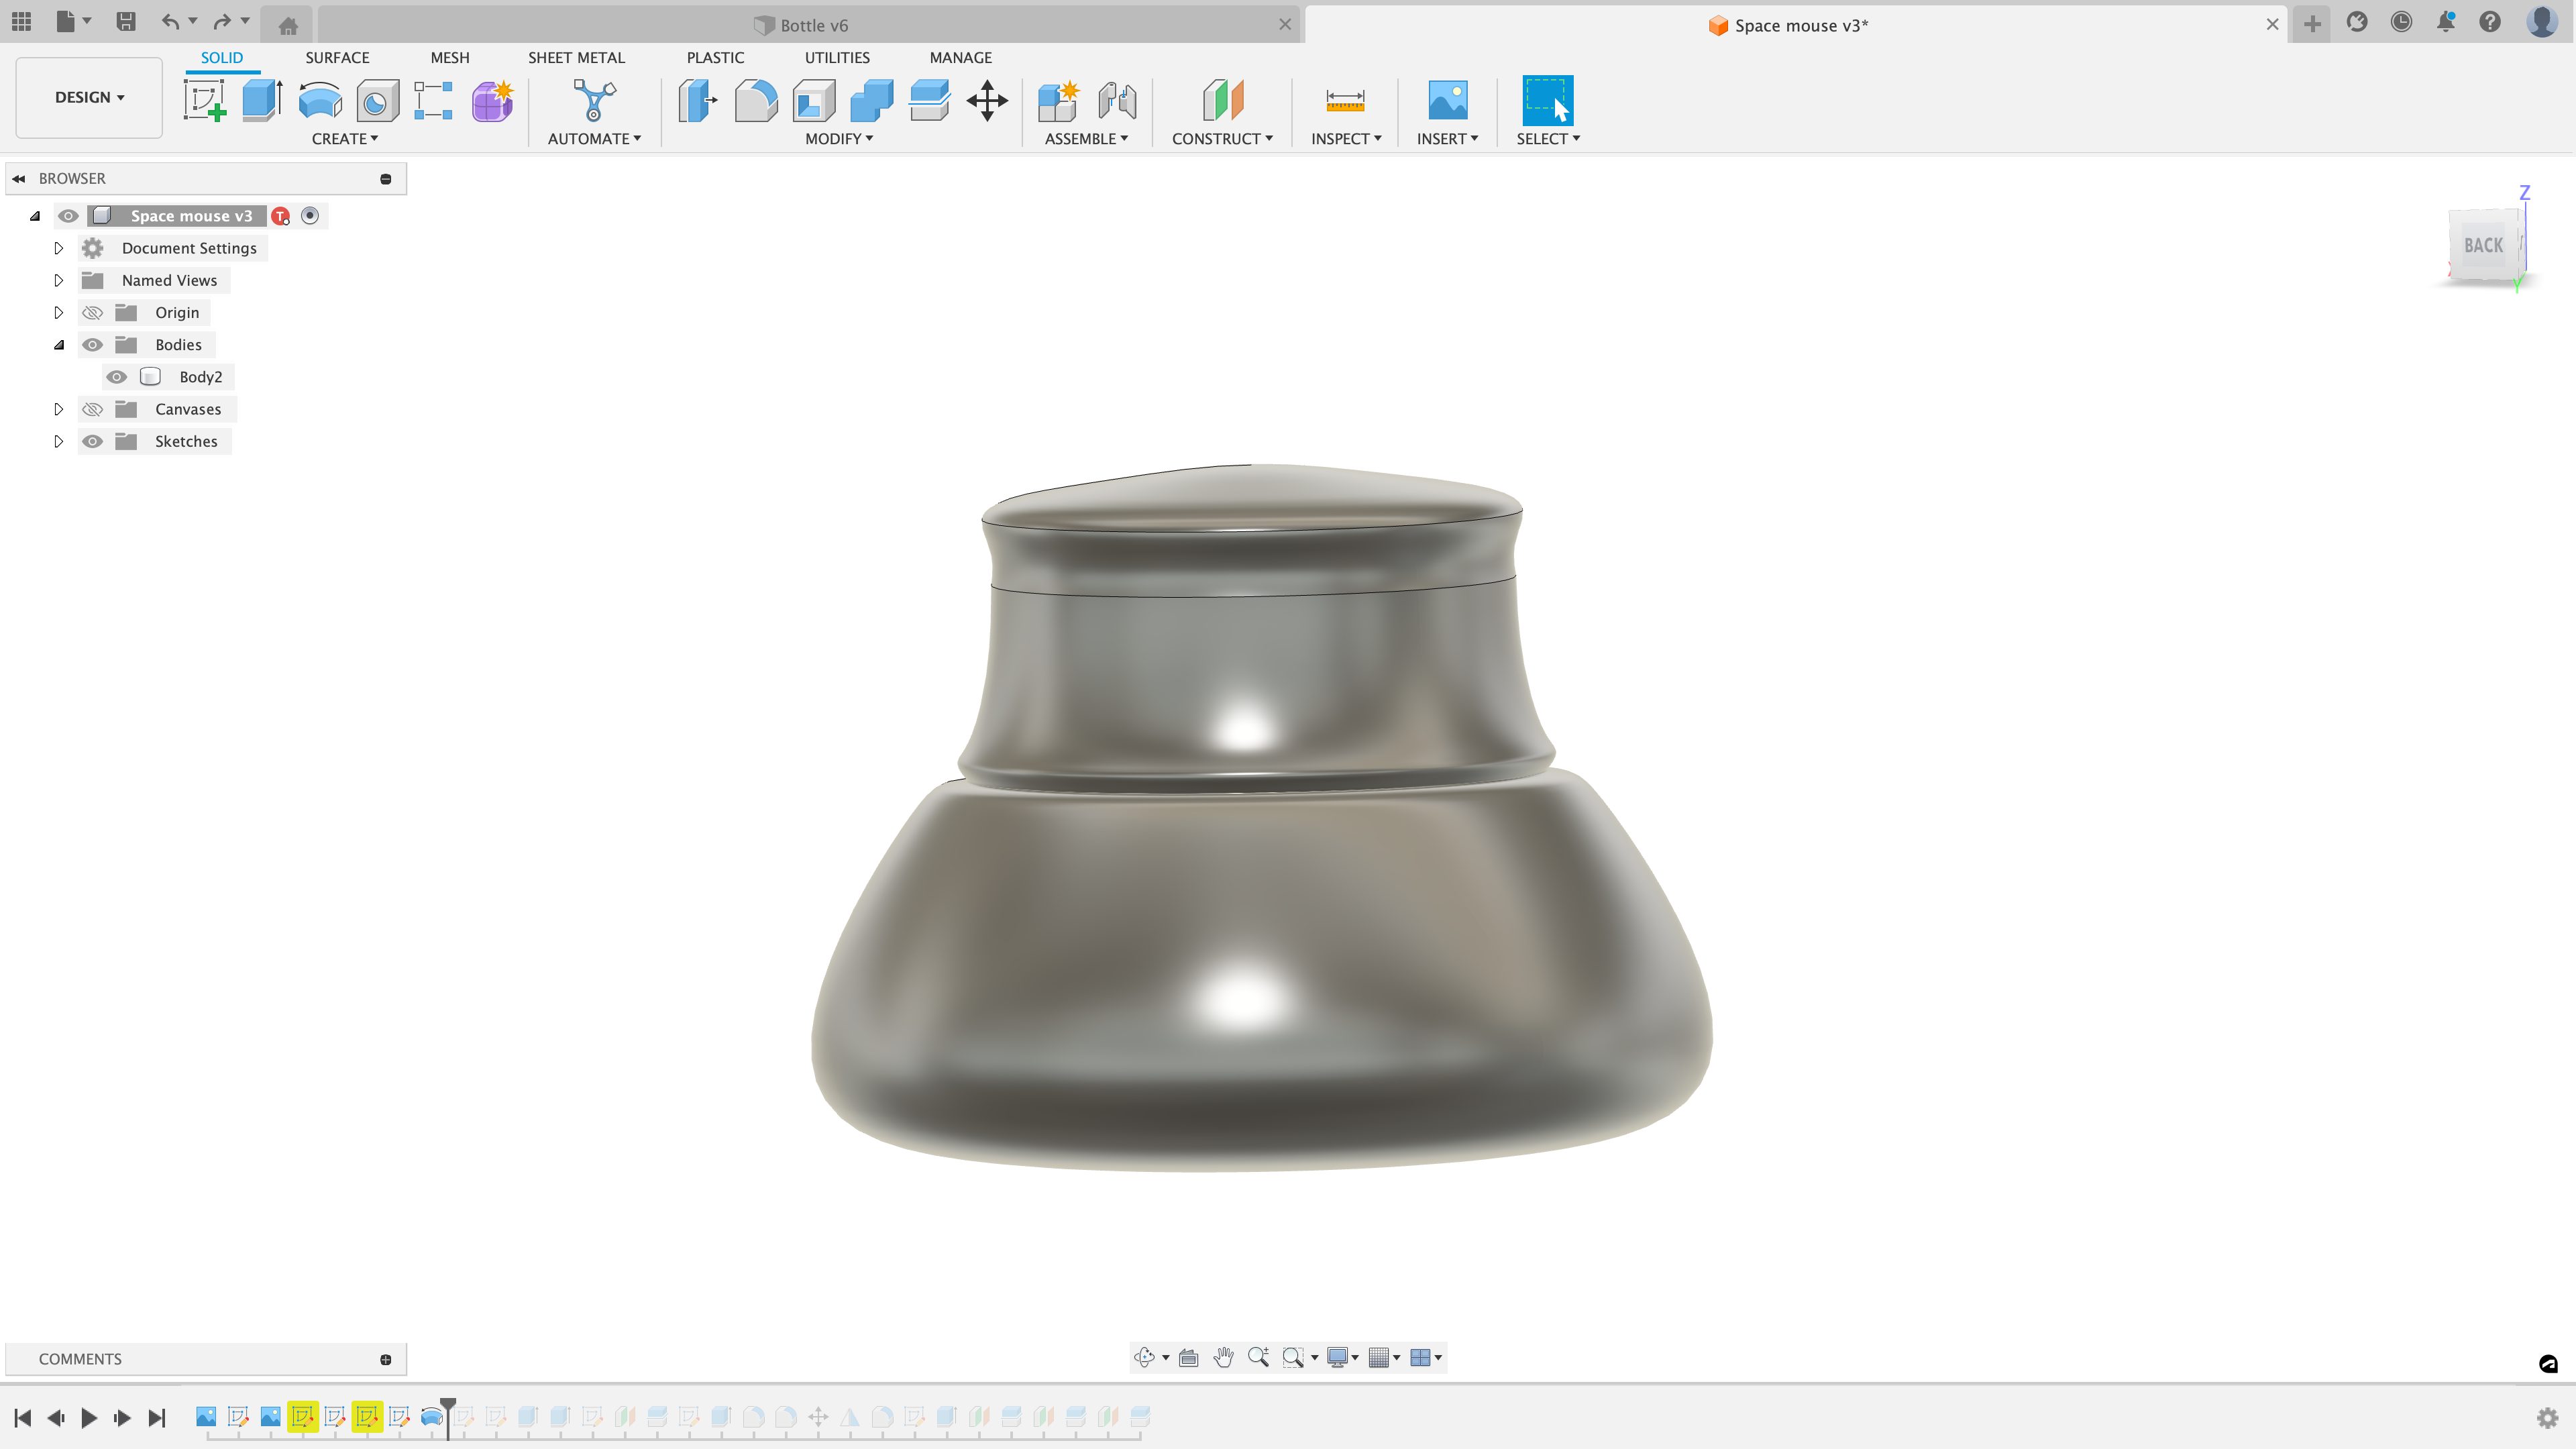 Bottle v6
Space mouse v3*
SOLID SURFACE MESH SHEET METAL PLASTIC UTILITIES MANAGE
DESIGN
CREATE AUTOMATE MODIFY ASSEMBLE CONSTRUCT INSPECT INSERT SELECT
BROWSER
Space mouse v3
Document Settings
Named Views
Origin
Bodies
Body2
Canvases
Sketches
Z
BACK
Y
COMMENTS